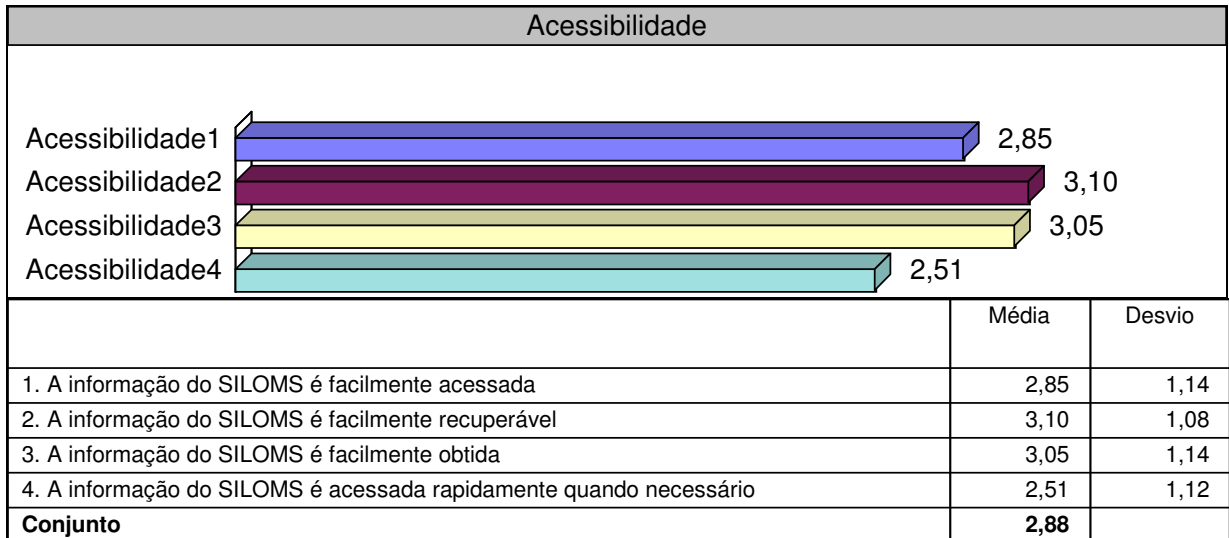 Acessibilidade
Acessibilidade1 2,85
Acessibilidade2 3,10
Acessibilidade3 3,05
Acessibilidade4 2,51
Média Desvio
1. A informação do SILOMS é facilmente acessada 2,85 1,14
2. A informação do SILOMS é facilmente recuperável 3,10 1,08
3. A informação do SILOMS é facilmente obtida 3,05 1,14
4. A informação do SILOMS é acessada rapidamente quando necessário 2,51 1,12
Conjunto 2,88